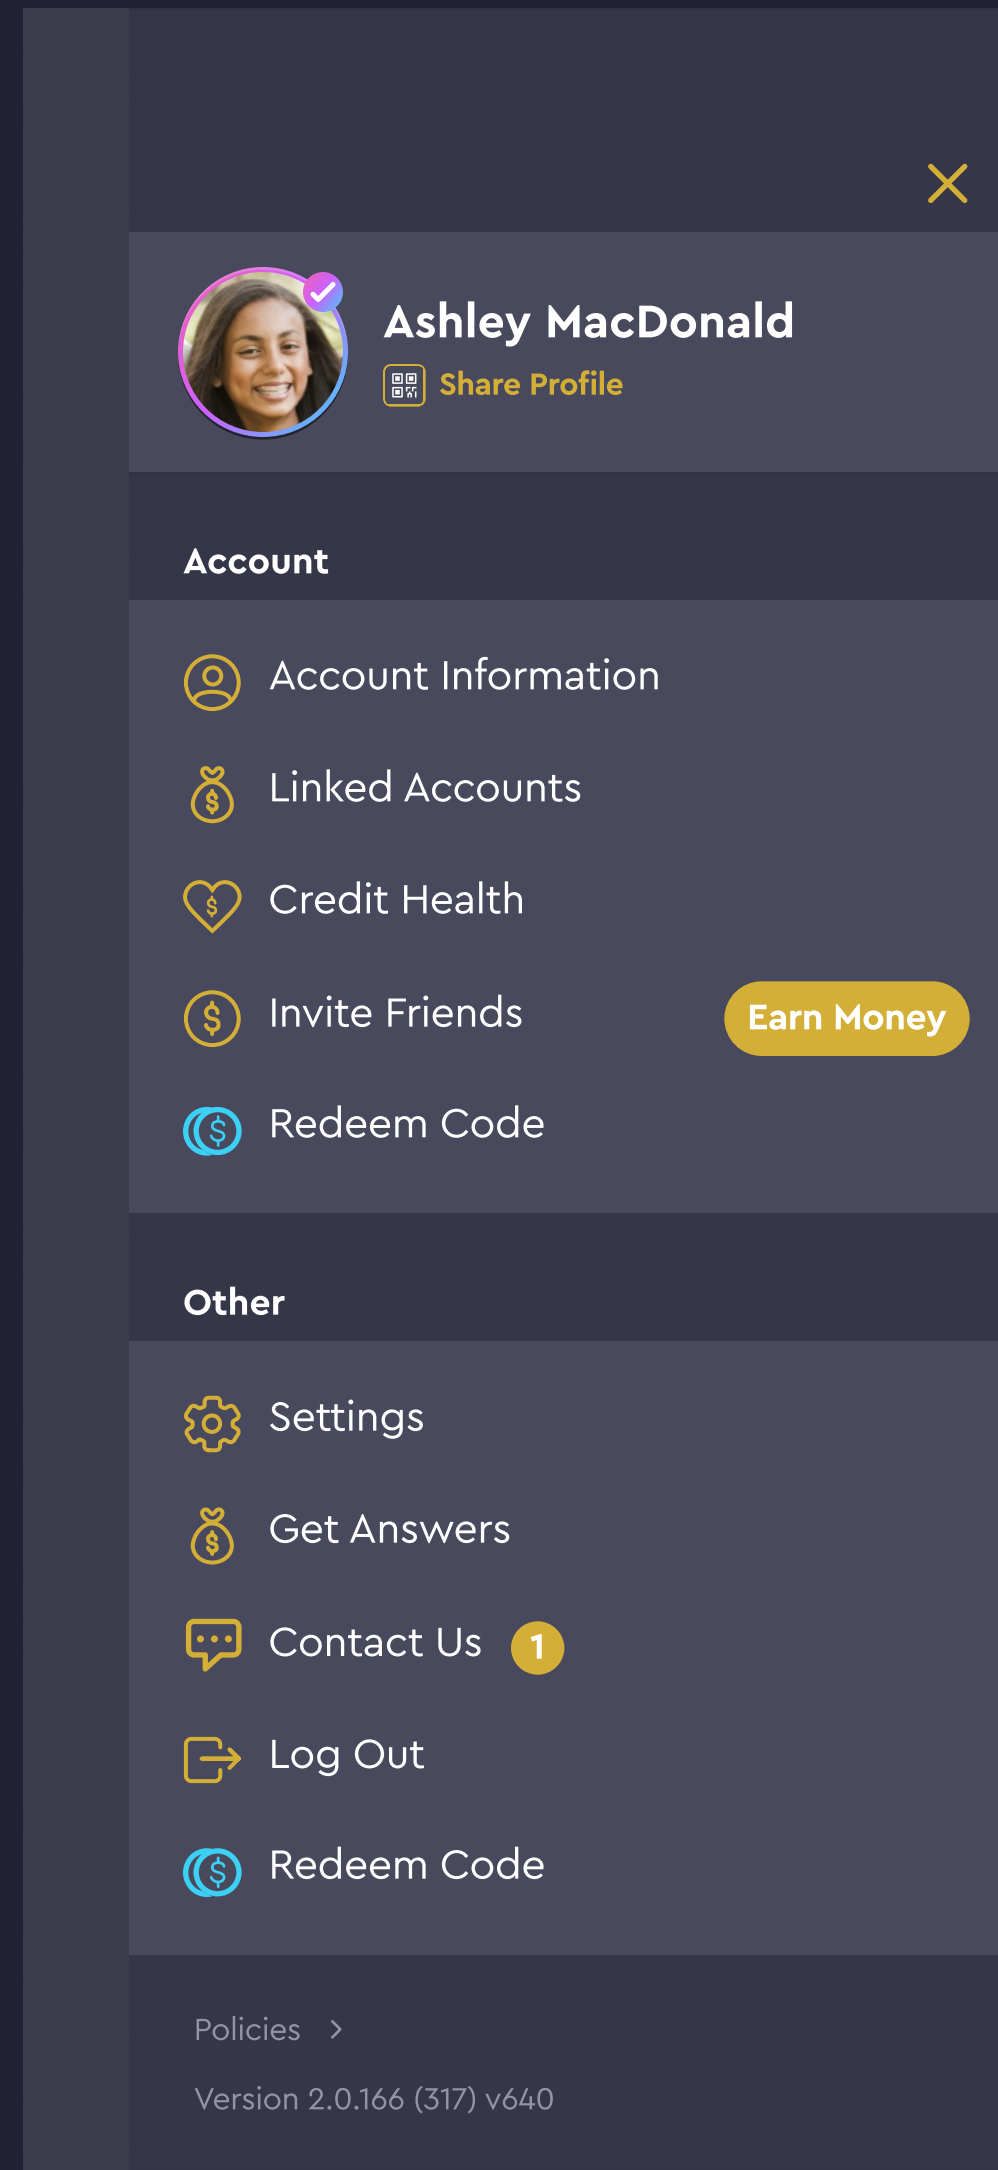 Ashley MacDonald
Share Profile
Account
Account Information
Linked Accounts
Credit Health
Invite Friends
Earn Money
Redeem Code
Other
Settings
Get Answers
Contact Us 1
Log Out
Redeem Code
Policies
Version 2.0.166 (317) v640